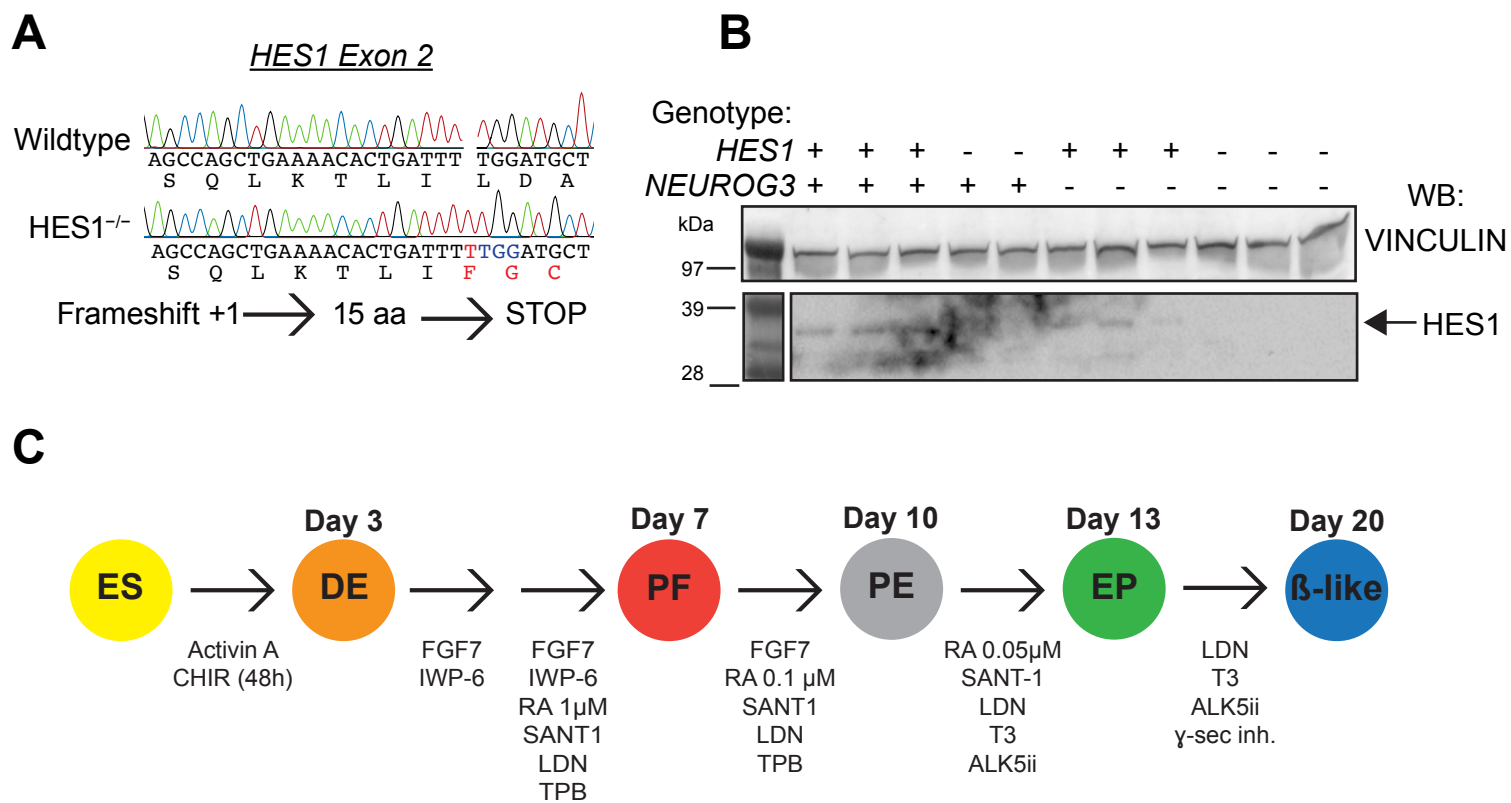 A
HES1 Exon 2
Wildtype
AGCCAGCTGAAAACACTGATTT TGGATGCT
S Q L K T L I L D A
HES1–/–
AGCCAGCTGAAAACACTGATTTTTGGATGCT
S Q L K T L I F G C
Frameshift +1 15 aa STOP
B
Genotype:
HES1 + + + - - + + + - - -
NEUROG3 + + + + + - - - - - -
WB:
kDa
VINCULIN
97
39
HES1
28
C
Day 3 Day 7 Day 10 Day 13 Day 20
ES DE PF PE EP ß-like
Activin A
CHIR (48h)
FGF7
IWP-6
FGF7
IWP-6
RA 1µM
SANT1
LDN
TPB
FGF7
RA 0.1 µM
SANT1
LDN
TPB
RA 0.05µM
SANT-1
LDN
T3
ALK5ii
LDN
T3
ALK5ii
ɣ-sec inh.